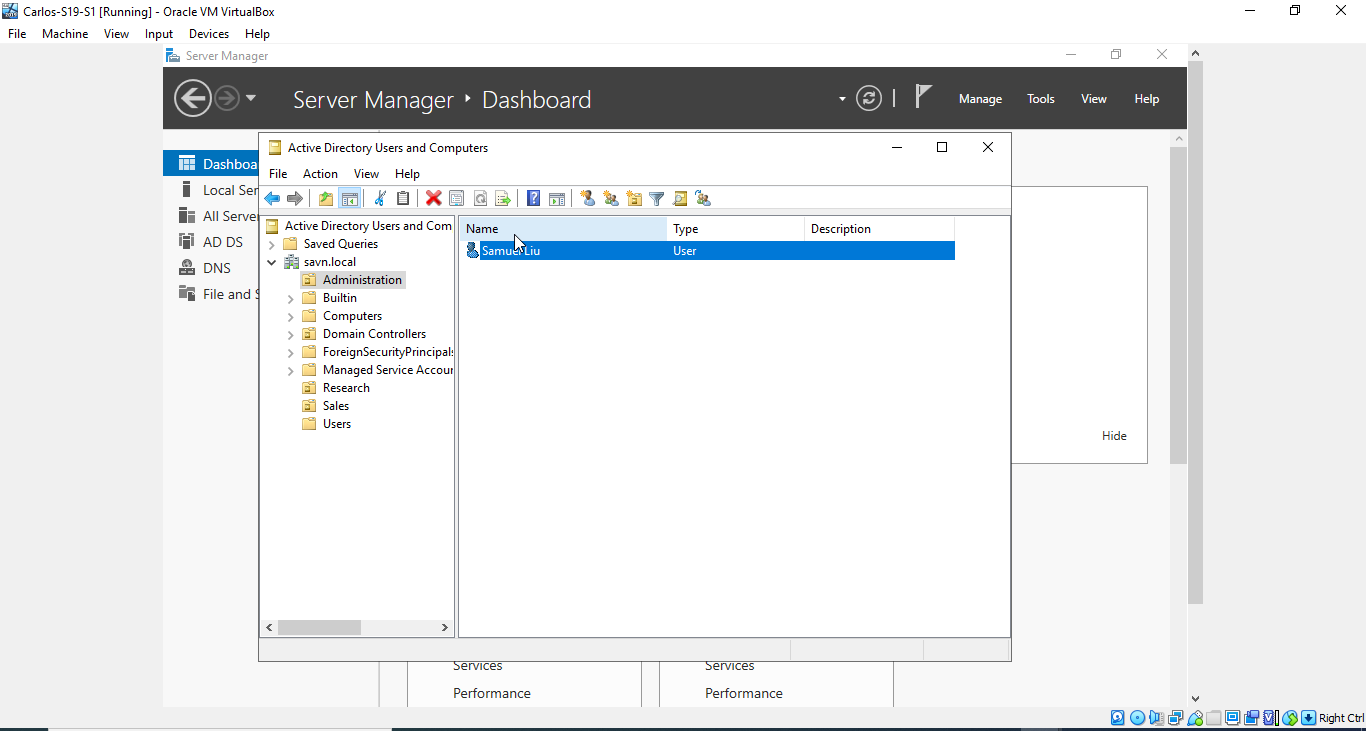 Carlos-S19-S1 [Running] - Oracle VM VirtualBox
File Machine View Input Devices Help
Server Manager
Server Manager Dashboard
Manage Tools View Help
Active Directory Users and Computers
File Action View Help
Dashboa
Local Ser
All Serve
AD DS
DNS
File and S
Active Directory Users and Com
Saved Queries
savn.local
Administration
Builtin
Computers
Domain Controllers
ForeignSecurityPrincipals
Managed Service Accour
Research
Sales
Users
Name Type Description
Samuel Liu User
Hide
Services Services
Performance Performance
Right Ctrl